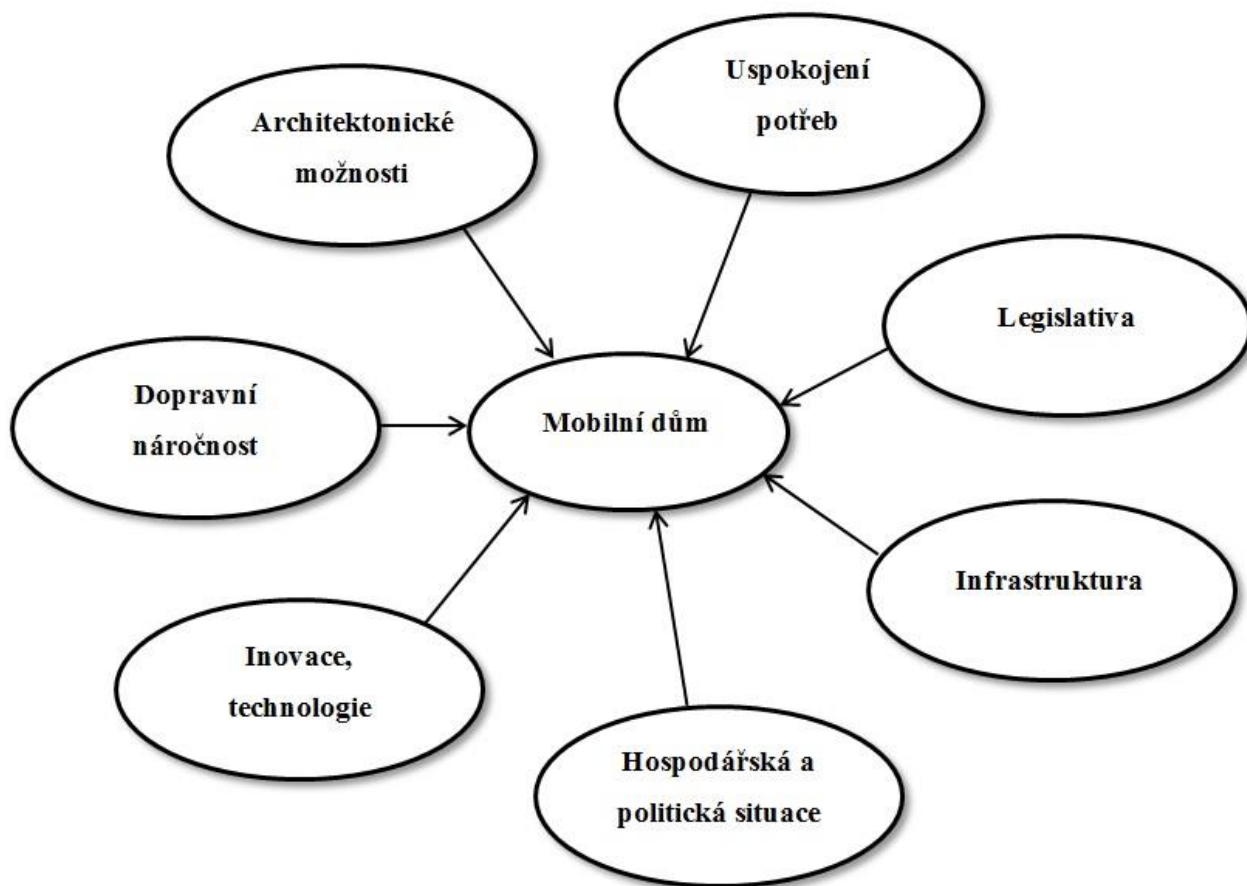 Uspokojení
potřeb
Architektonické
možnosti
Legislativa
Dopravní
náročnost
Mobilní dům
Infrastruktura
Inovace,
technologie
Hospodářská a
politická situace